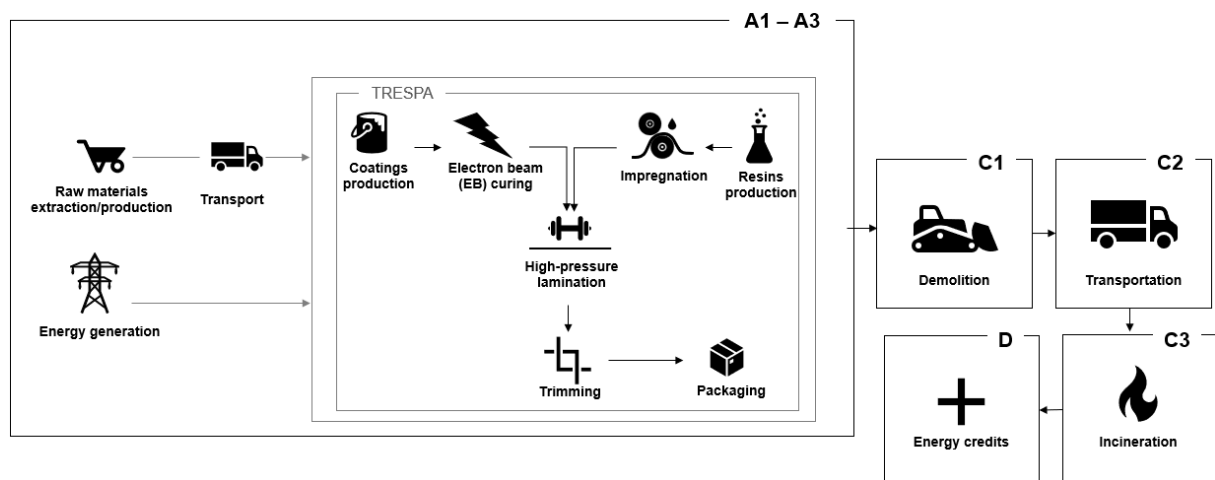 A1 – A3
TRESPA
Raw materials
extraction/production
Transport
Energy generation
Coatings
production
Electron beam
(EB) curing
Impregnation
Resins
production
High-pressure
lamination
Trimming
Packaging
C1
Demolition
C2
Transportation
D
Energy credits
C3
Incineration